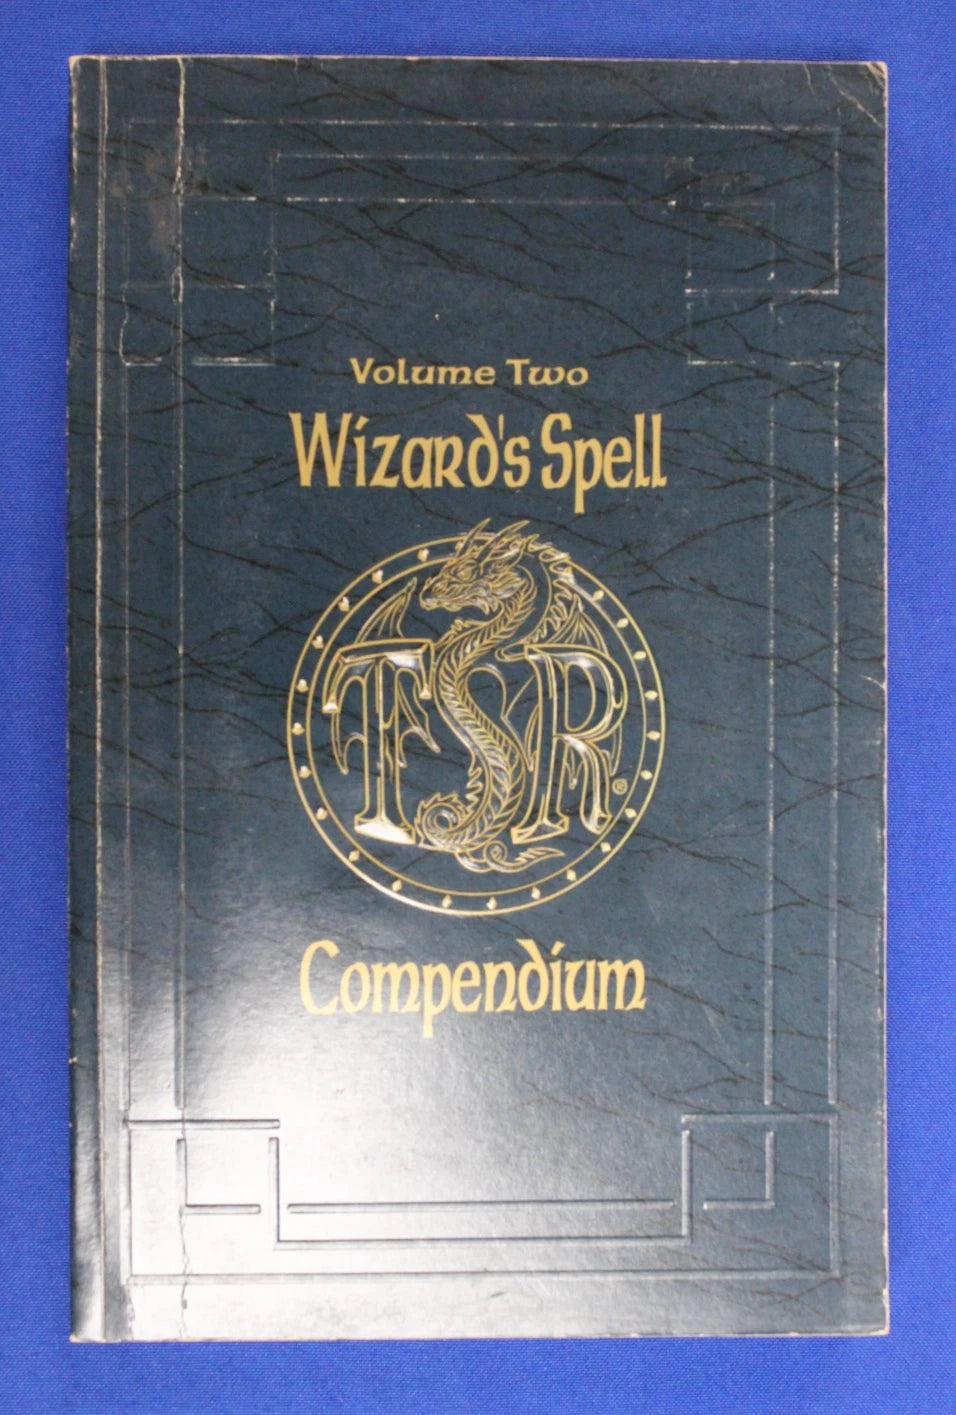 Volume Two
Wizard's Spell
TSR®
Compendium